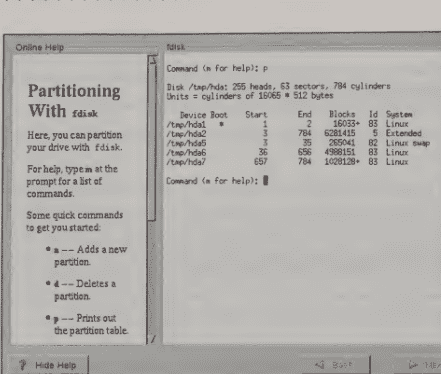 Online Help
Partitioning
With fdisk
Here, you can partition
your drive with fdisk.
For help, type m at the
prompt for a list of
commands.
Some quick commands
to get you started:
• n -- Adds a new
partition.
• d -- Deletes a
partition.
• p -- Prints out
the partition table.
Hide Help
fdisk
Command (m for help): p
Disk /tmp/hda: 255 heads, 63 sectors, 784 cylinders
Units = cylinders of 16065 * 512 bytes
Device Boot Start End Blocks Id System
/tmp/hda1 * 1 2 16033+ 83 Linux
/tmp/hda2 3 784 6281415 5 Extended
/tmp/hda5 3 35 265041 82 Linux swap
/tmp/hda6 36 656 4988151 83 Linux
/tmp/hda7 657 784 1028128+ 83 Linux
Command (m for help):
Back